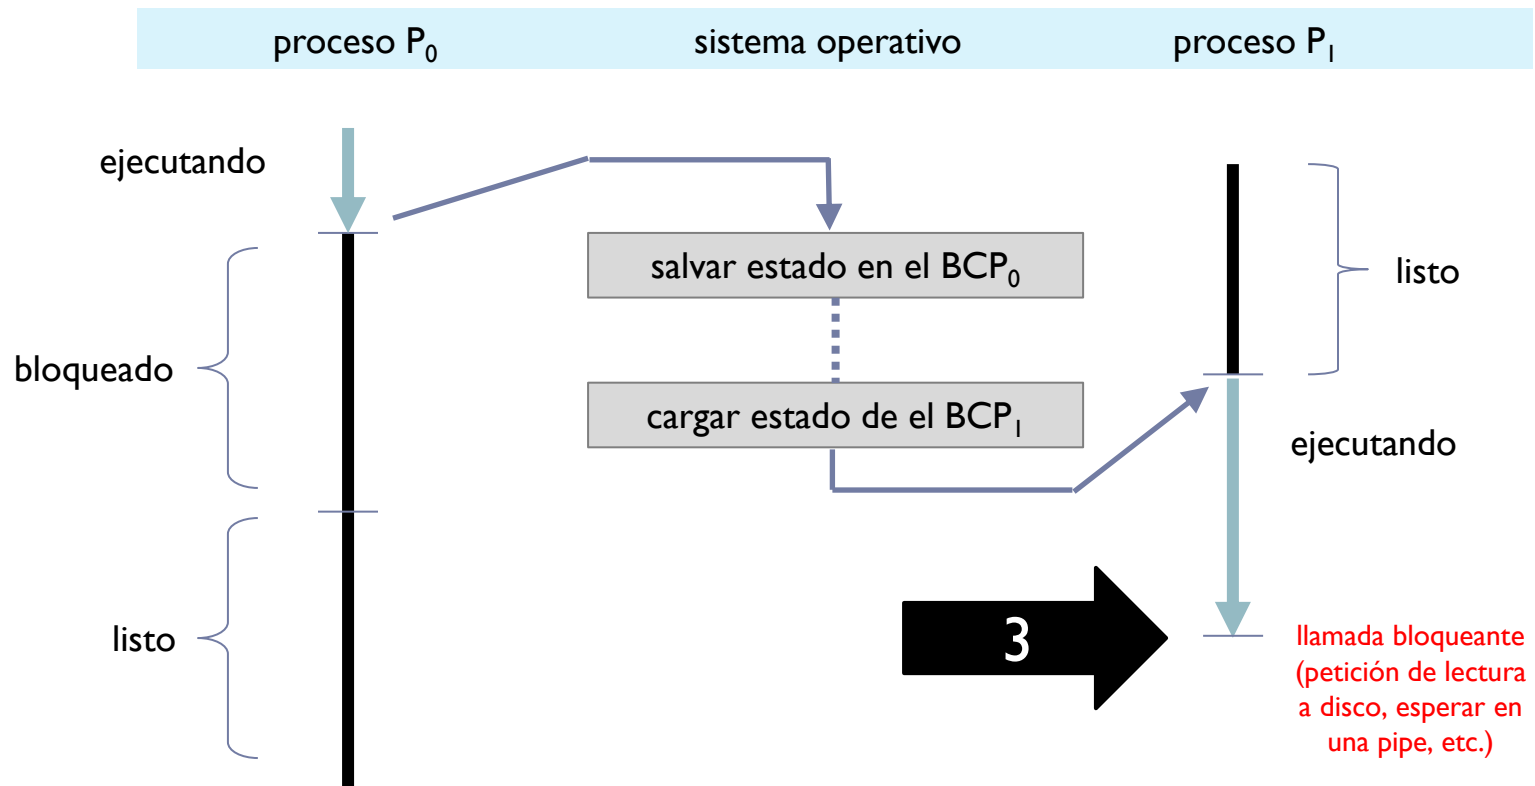 proceso P₀
sistema operativo
proceso P₁
ejecutando
salvar estado en el BCP₀
listo
bloqueado
cargar estado de el BCP₁
ejecutando
listo
3
llamada bloqueante
(petición de lectura
a disco, esperar en
una pipe, etc.)